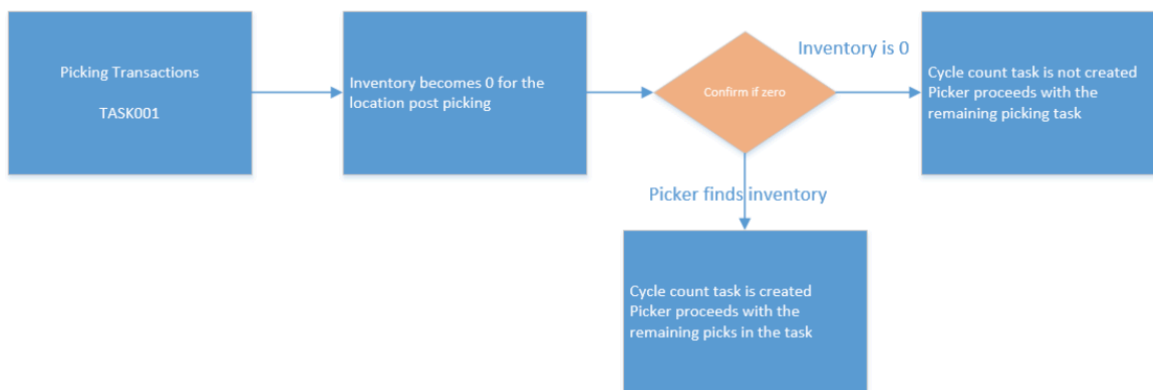 Picking Transactions
TASK001
Inventory becomes 0 for the
location post picking
Confirm if zero
Inventory is 0
Cycle count task is not created
Picker proceeds with the
remaining picking task
Picker finds inventory
Cycle count task is created
Picker proceeds with the
remaining picks in the task